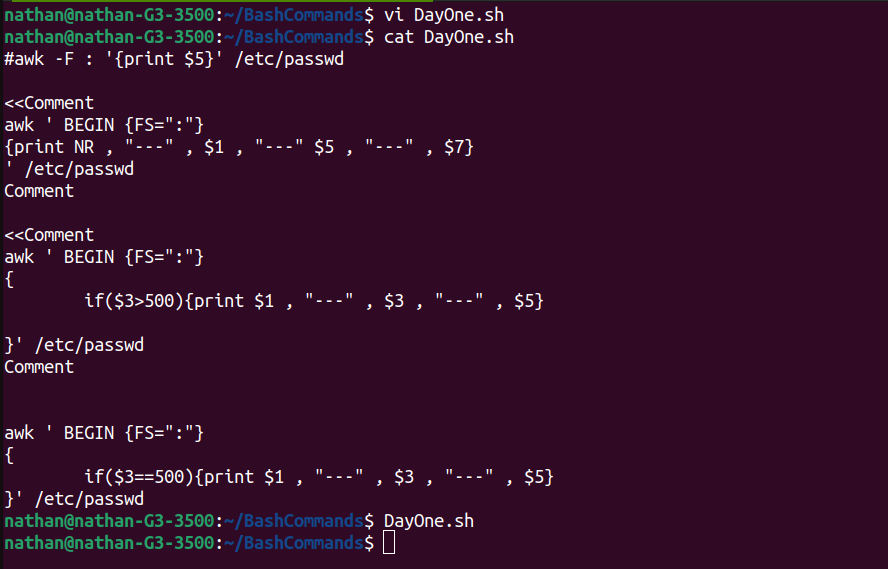 nathan@nathan-G3-3500:~/BashCommands$ vi DayOne.sh
nathan@nathan-G3-3500:~/BashCommands$ cat DayOne.sh
#awk -F : '{print $5}' /etc/passwd
<<Comment
awk ' BEGIN {FS=":"}
{print NR , "---" , $1 , "---" $5 , "---" , $7}
' /etc/passwd
Comment
<<Comment
awk ' BEGIN {FS=":"}
{
        if($3>500){print $1 , "---" , $3 , "---" , $5}
}' /etc/passwd
Comment
awk ' BEGIN {FS=":"}
{
        if($3==500){print $1 , "---" , $3 , "---" , $5}
}' /etc/passwd
nathan@nathan-G3-3500:~/BashCommands$ DayOne.sh
nathan@nathan-G3-3500:~/BashCommands$